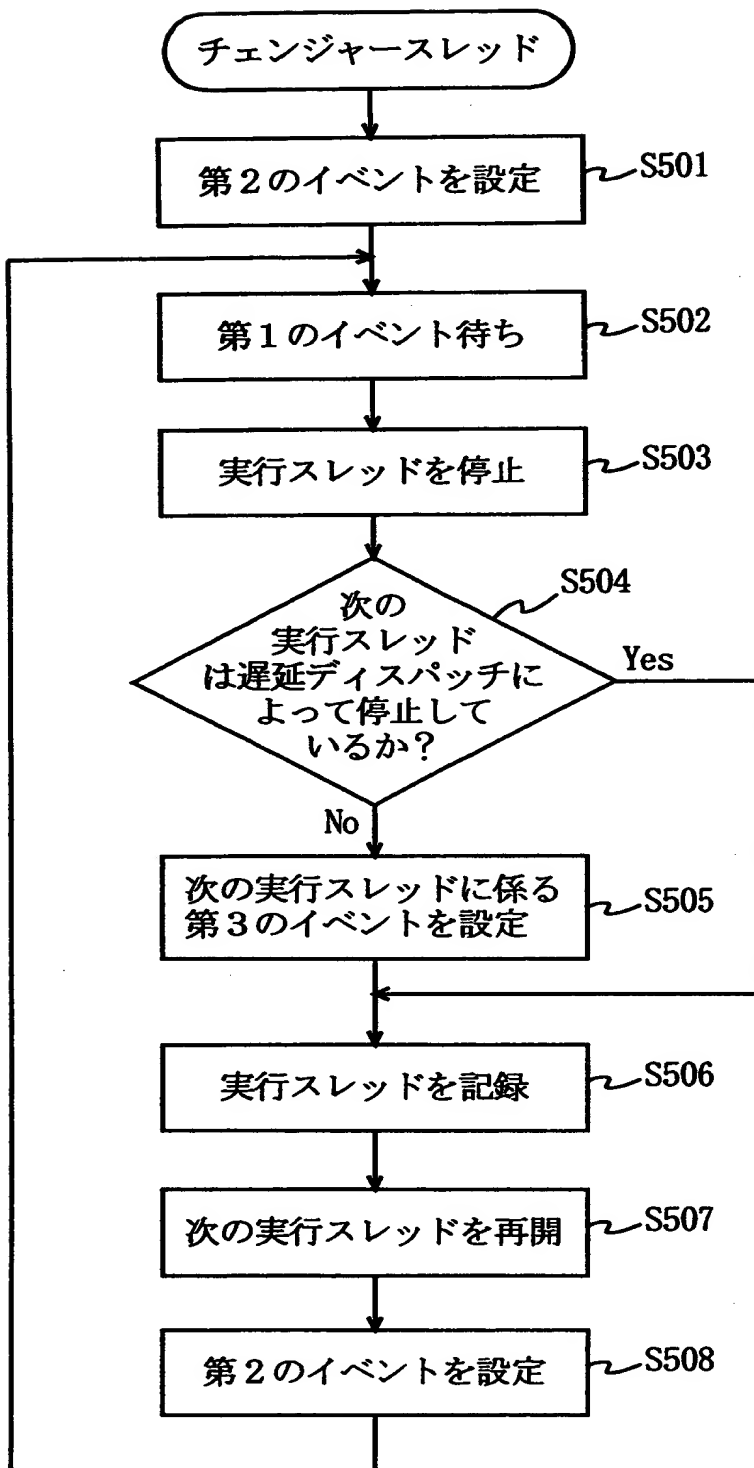 チェンジャースレッド
第2のイベントを設定
S501
第1のイベント待ち
S502
実行スレッドを停止
S503
次の
実行スレッド
は遅延ディスパッチに
よって停止して
いるか?
S504
Yes
No
次の実行スレッドに係る
第3のイベントを設定
S505
実行スレッドを記録
S506
次の実行スレッドを再開
S507
第2のイベントを設定
S508